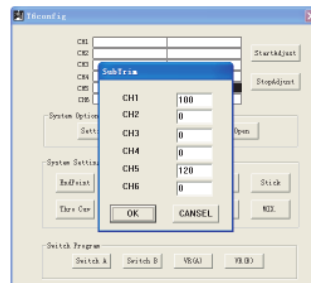 T6config
CH1
CH2
CH3
CH4
CH5
CH6
StartAdjust
StopAdjust
SubTrim
CH1 100
CH2 0
CH3 0
CH4 0
CH5 120
CH6 0
OK CANSEL
System Option
Setti
Open
System Setting
EndPoint
Stick
Thro Cuv
MIX
Switch Program
Switch A Switch B VR(A) VR(B)